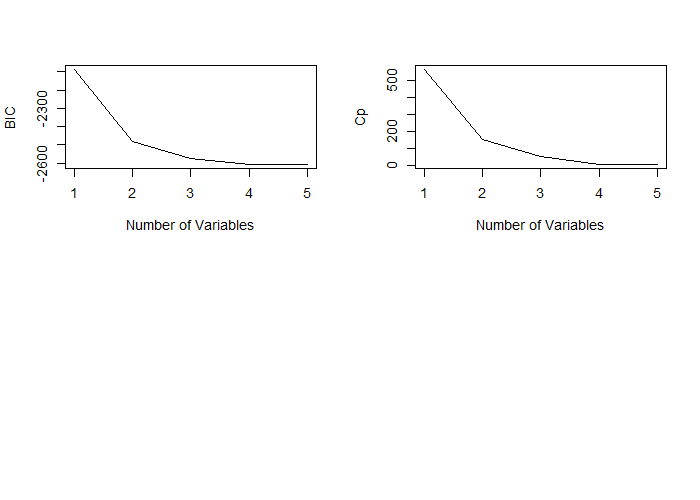 BIC
-2300
-2600
1 2 3 4 5
Number of Variables
Cp
500
200
0
1 2 3 4 5
Number of Variables